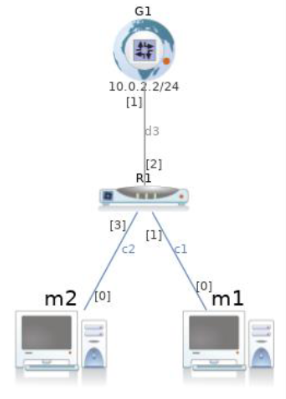 G1
10.0.2.2/24
[1]
d3
[2]
R1
[3]
[1]
c2
c1
[0]
[0]
m2
m1